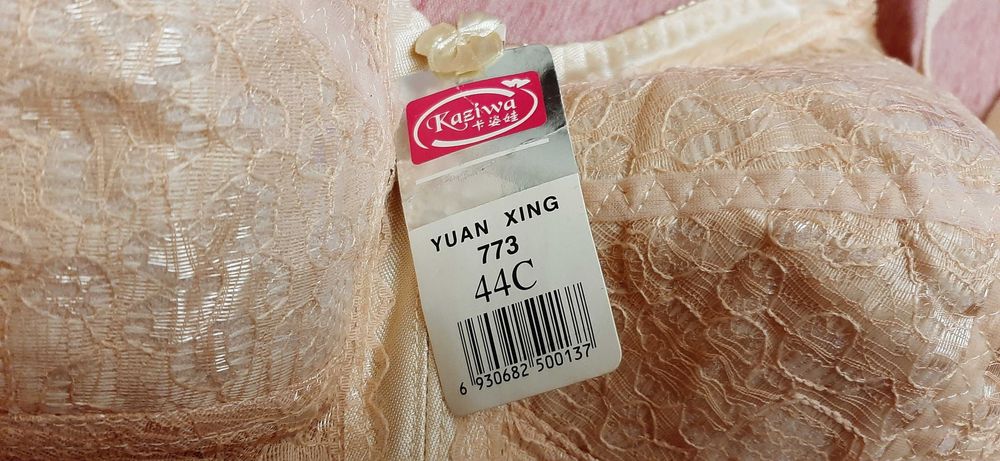 Kaziwa
卡姿娃
YUAN XING
773
44C
6 930682 500137